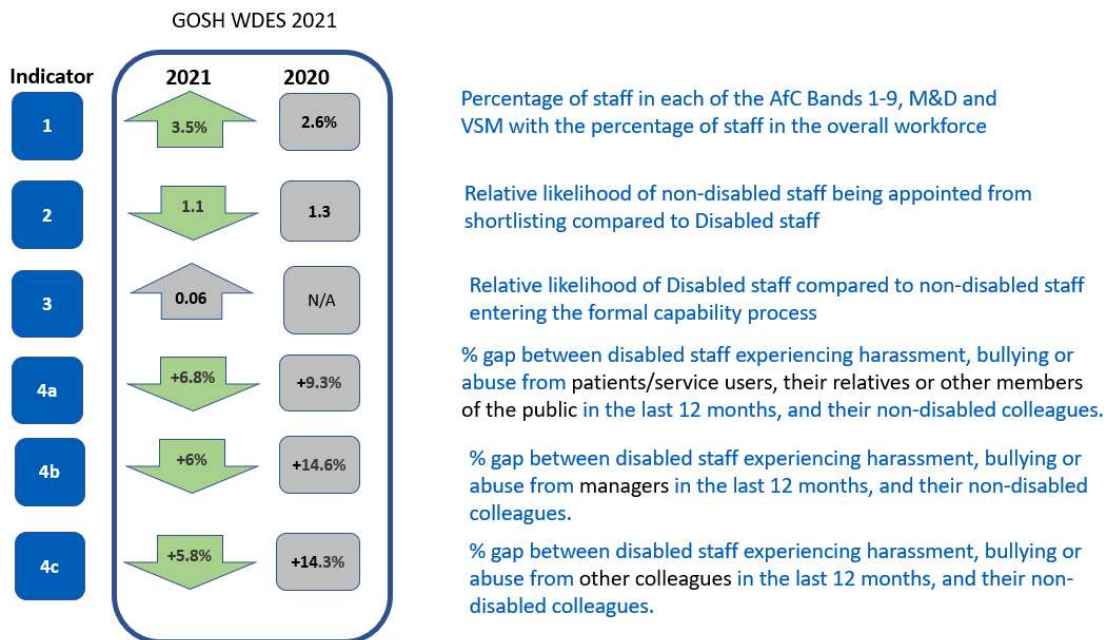 GOSH WDES 2021
Indicator 2021 2020
1 3.5% 2.6%
Percentage of staff in each of the AfC Bands 1-9, M&D and
VSM with the percentage of staff in the overall workforce
2 1.1 1.3
Relative likelihood of non-disabled staff being appointed from
shortlisting compared to Disabled staff
3 0.06 N/A
Relative likelihood of Disabled staff compared to non-disabled staff
entering the formal capability process
4a +6.8% +9.3%
% gap between disabled staff experiencing harassment, bullying or
abuse from patients/service users, their relatives or other members
of the public in the last 12 months, and their non-disabled colleagues.
4b +6% +14.6%
% gap between disabled staff experiencing harassment, bullying or
abuse from managers in the last 12 months, and their non-disabled
colleagues.
4c +5.8% +14.3%
% gap between disabled staff experiencing harassment, bullying or
abuse from other colleagues in the last 12 months, and their non-
disabled colleagues.